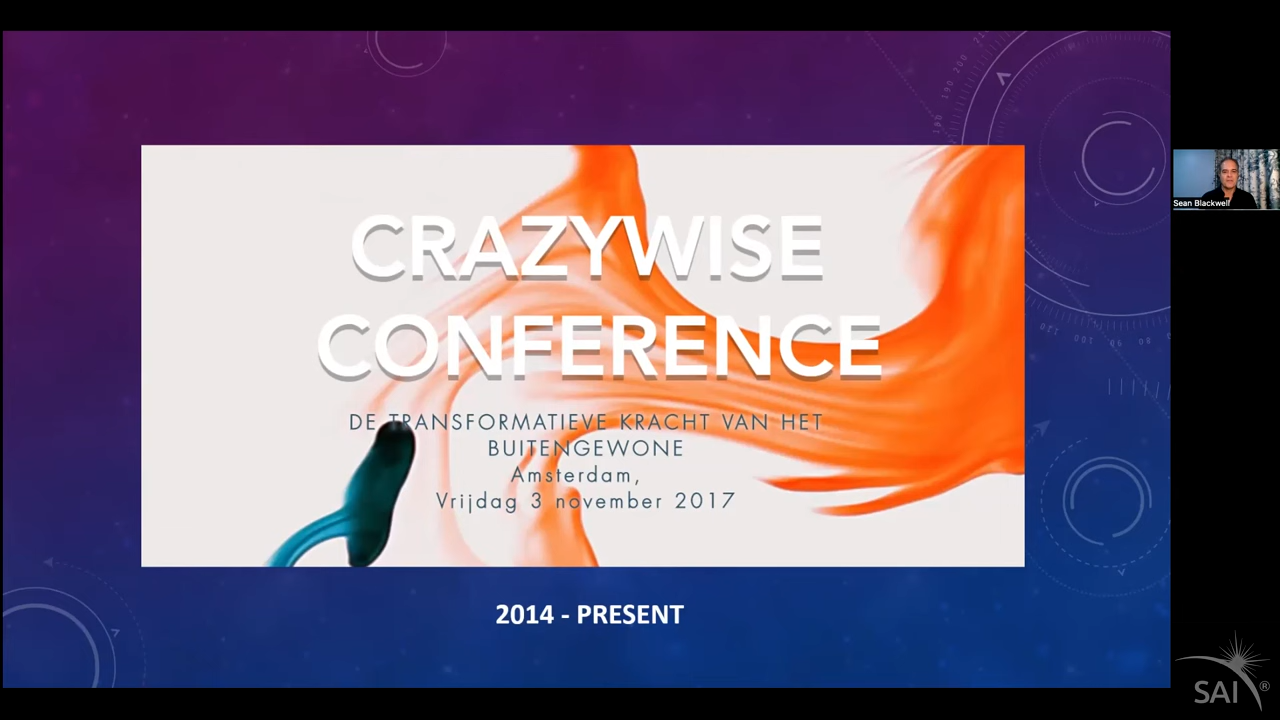 CRAZYWISE
CONFERENCE
DE TRANSFORMATIEVE KRACHT VAN HET
BUITENGEWONE
Amsterdam,
Vrijdag 3 november 2017
2014 - PRESENT
Sean Blackwell
SAI®